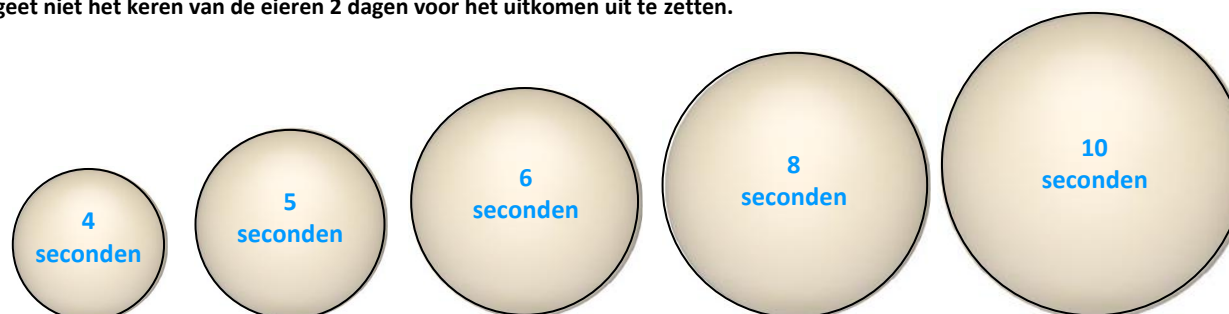 geet niet het keren van de eieren 2 dagen voor het uitkomen uit te zetten.
4
seconden
5
seconden
6
seconden
8
seconden
10
seconden